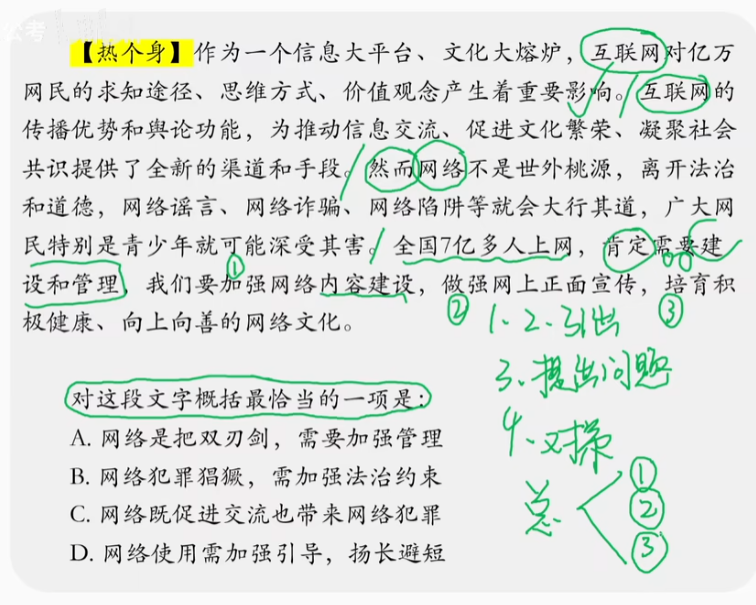 公考
【热个身】作为一个信息大平台、文化大熔炉，互联网对亿万
网民的求知途径、思维方式、价值观念产生着重要影响。互联网的
传播优势和舆论功能，为推动信息交流、促进文化繁荣、凝聚社会
共识提供了全新的渠道和手段。然而网络不是世外桃源，离开法治
和道德，网络谣言、网络诈骗、网络陷阱等就会大行其道，广大网
民特别是青少年就可能深受其害。全国7亿多人上网，肯定需要建
设和管理，我们要加强网络内容建设，做强网上正面宣传，培育积
极健康、向上向善的网络文化。
① ② ③
1、2、引出
3、提出问题
4、对策
总 ① ② ③
对这段文字概括最恰当的一项是：
A. 网络是把双刃剑，需要加强管理
B. 网络犯罪猖獗，需加强法治约束
C. 网络既促进交流也带来网络犯罪
D. 网络使用需加强引导，扬长避短